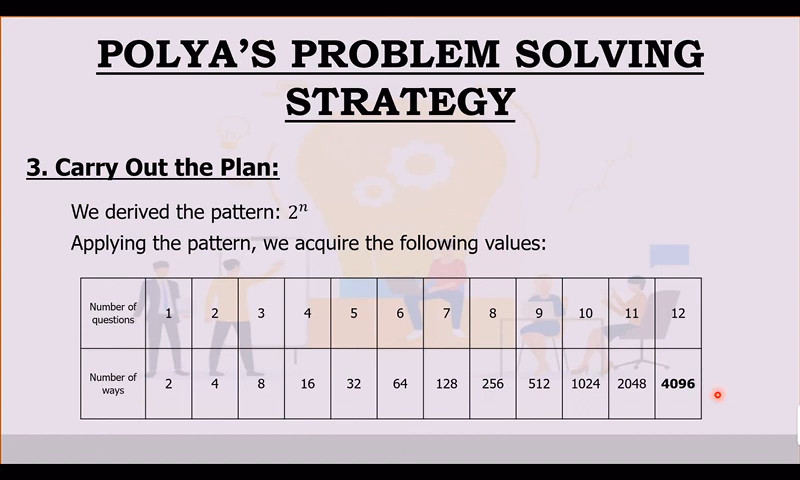 POLYA’S PROBLEM SOLVING
STRATEGY
3. Carry Out the Plan:
We derived the pattern: 2ⁿ
Applying the pattern, we acquire the following values:
Number of questions 1 2 3 4 5 6 7 8 9 10 11 12
Number of ways 2 4 8 16 32 64 128 256 512 1024 2048 4096